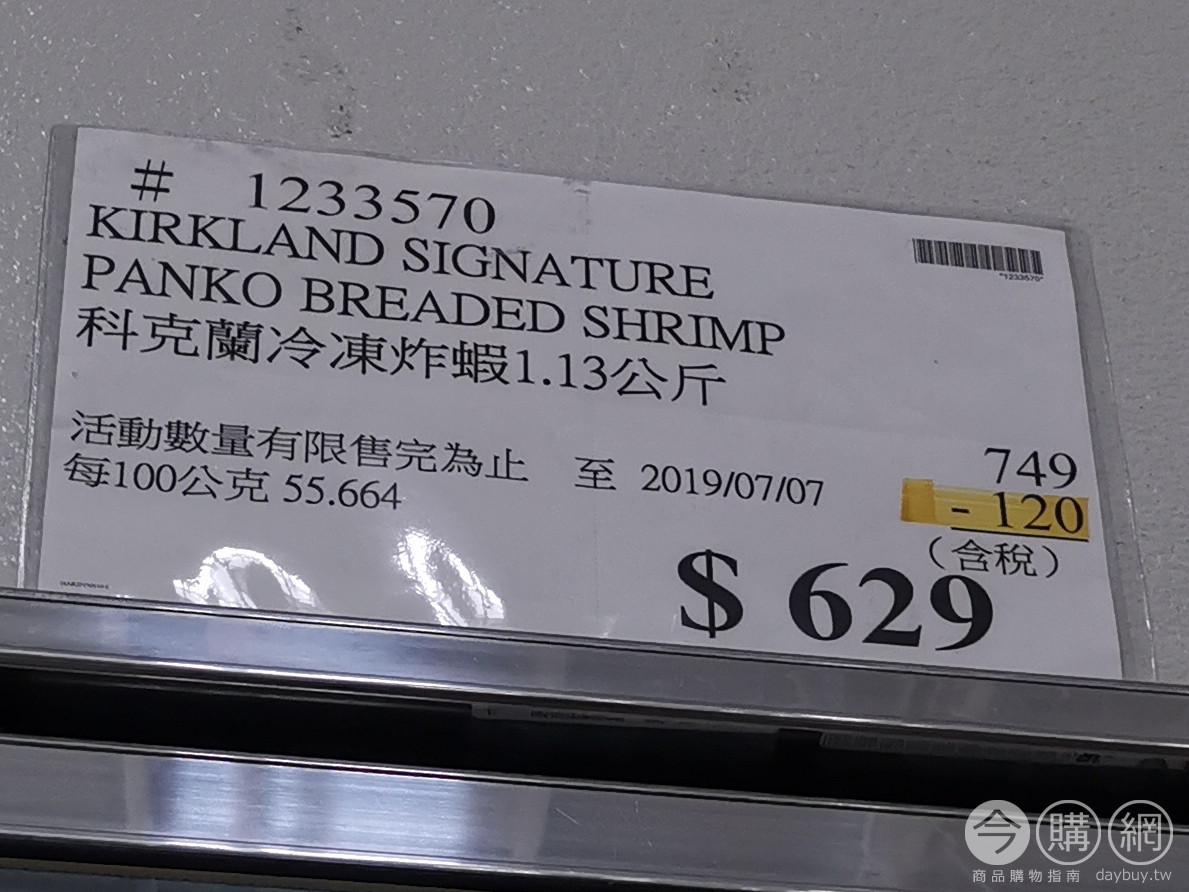 # 1233570
KIRKLAND SIGNATURE
*1233570*
PANKO BREADED SHRIMP
科克蘭冷凍炸蝦1.13公斤
活動數量有限售完為止 至 2019/07/07 749
每100公克 55.664 - 120
(含稅)
$ 629
今購網
商品購物指南 daybuy.tw